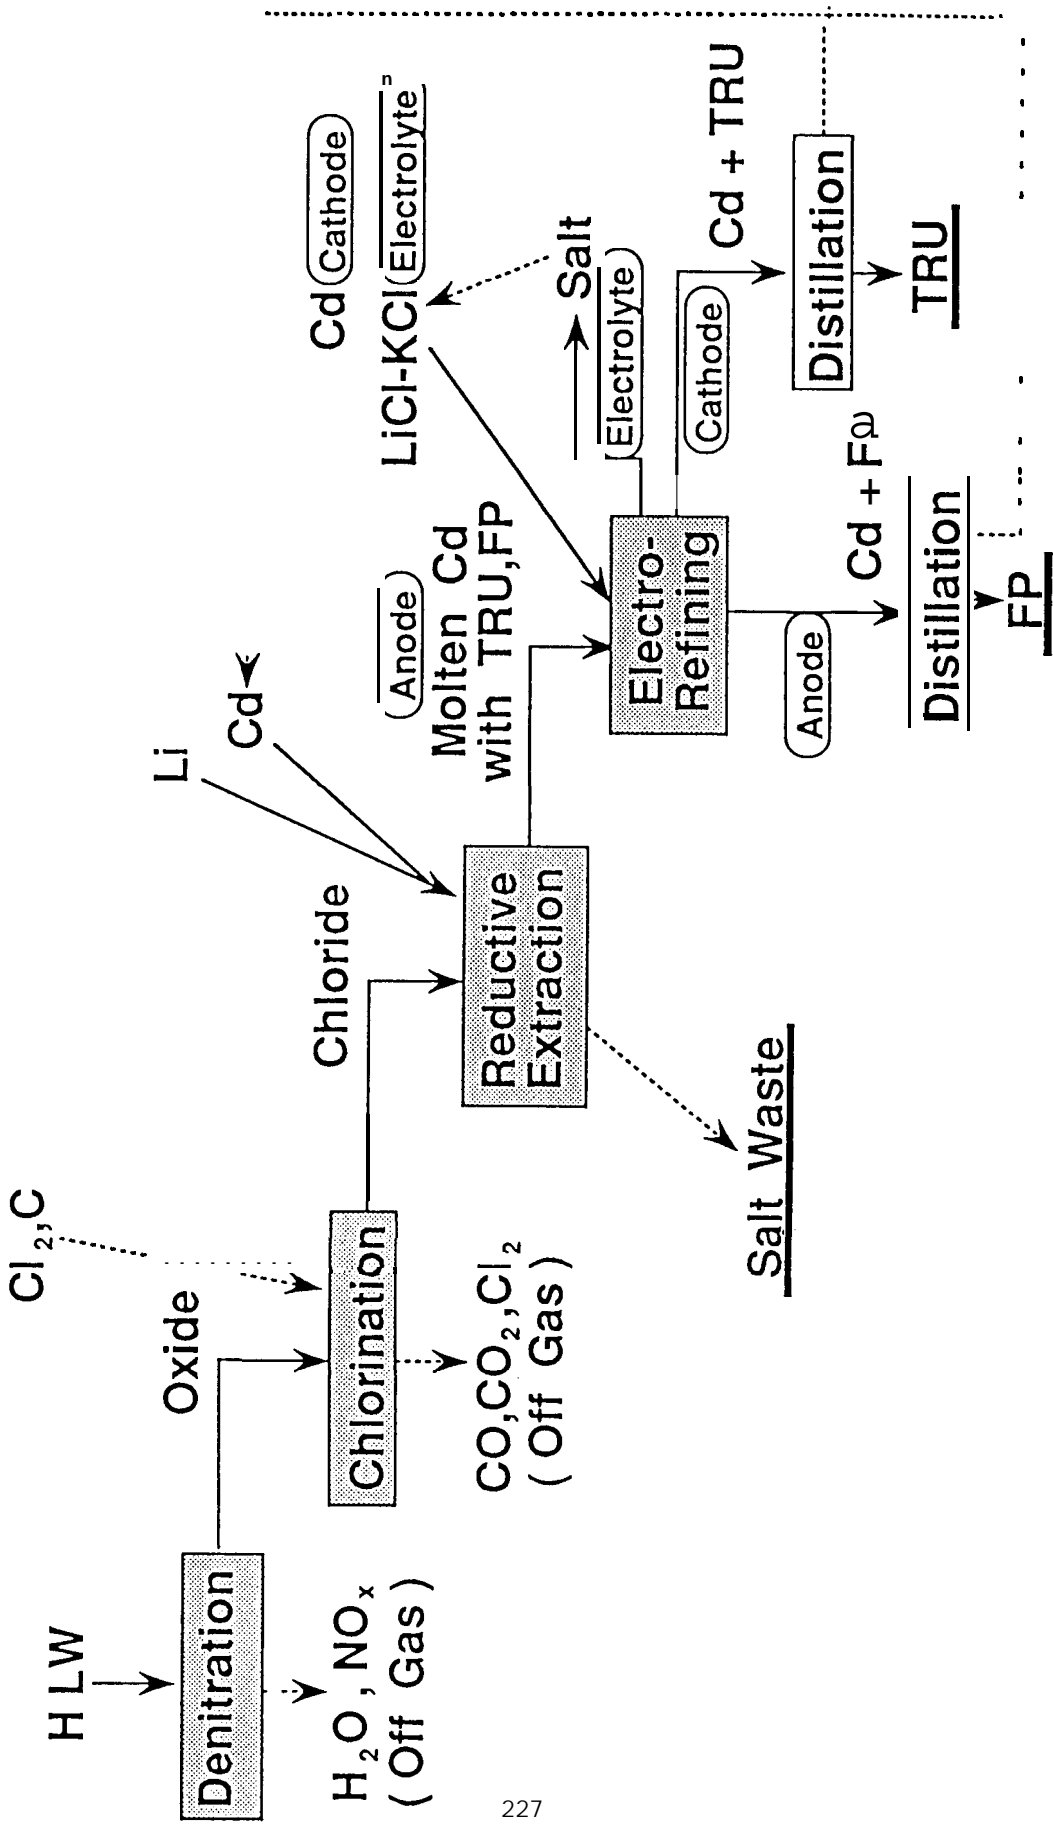 HLW
Denitration
H₂O, NOₓ
(Off Gas)
Oxide
Cl₂,C
Chlorination
CO,CO₂,Cl₂
(Off Gas)
Chloride
Li
Cd
Reductive
Extraction
Salt Waste
Anode
Molten Cd
with TRU,FP
Cd Cathode
LiCl-KCl Electrolyte n
Electro-
Refining
Salt
Electrolyte
Cathode
Cd + TRU
Distillation
TRU
Anode
Cd + F@
Distillation
FP
227